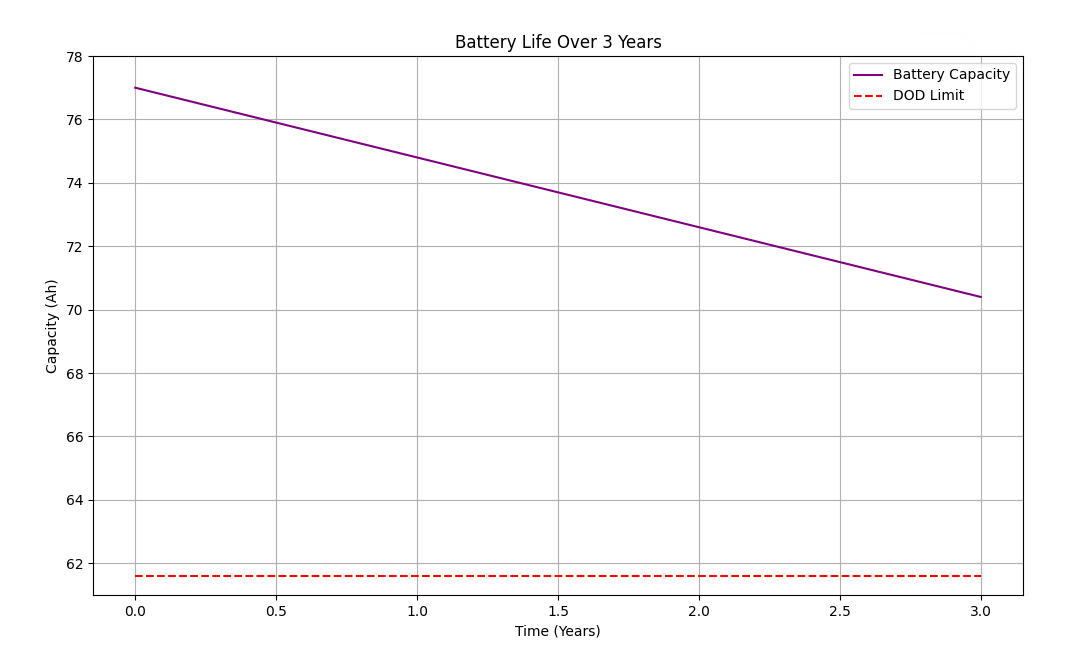 Battery Life Over 3 Years
Battery Capacity
DOD Limit
78
76
74
72
70
68
66
64
62
Capacity (Ah)
0.0 0.5 1.0 1.5 2.0 2.5 3.0
Time (Years)